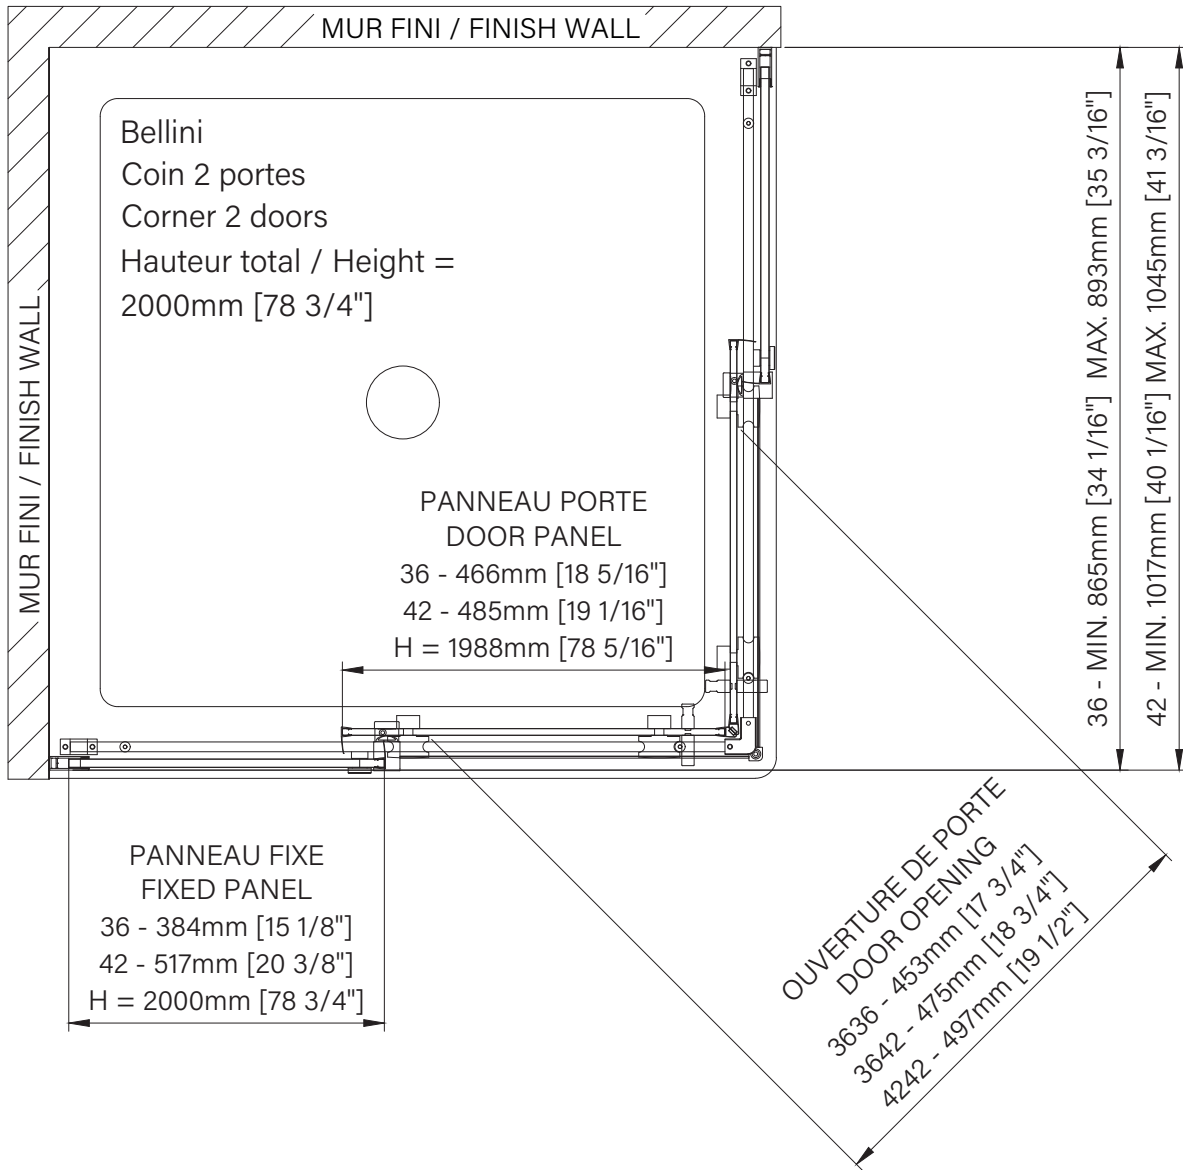 MUR FINI / FINISH WALL
MUR FINI / FINISH WALL
Bellini
Coin 2 portes
Corner 2 doors
Hauteur total / Height =
2000mm [78 3/4"]
PANNEAU PORTE
DOOR PANEL
36 - 466mm [18 5/16"]
42 - 485mm [19 1/16"]
H = 1988mm [78 5/16"]
36 - MIN. 865mm [34 1/16"] MAX. 893mm [35 3/16"]
42 - MIN. 1017mm [40 1/16"] MAX. 1045mm [41 3/16"]
PANNEAU FIXE
FIXED PANEL
36 - 384mm [15 1/8"]
42 - 517mm [20 3/8"]
H = 2000mm [78 3/4"]
OUVERTURE DE PORTE
DOOR OPENING
3636 - 453mm [17 3/4"]
3642 - 475mm [18 3/4"]
4242 - 497mm [19 1/2"]